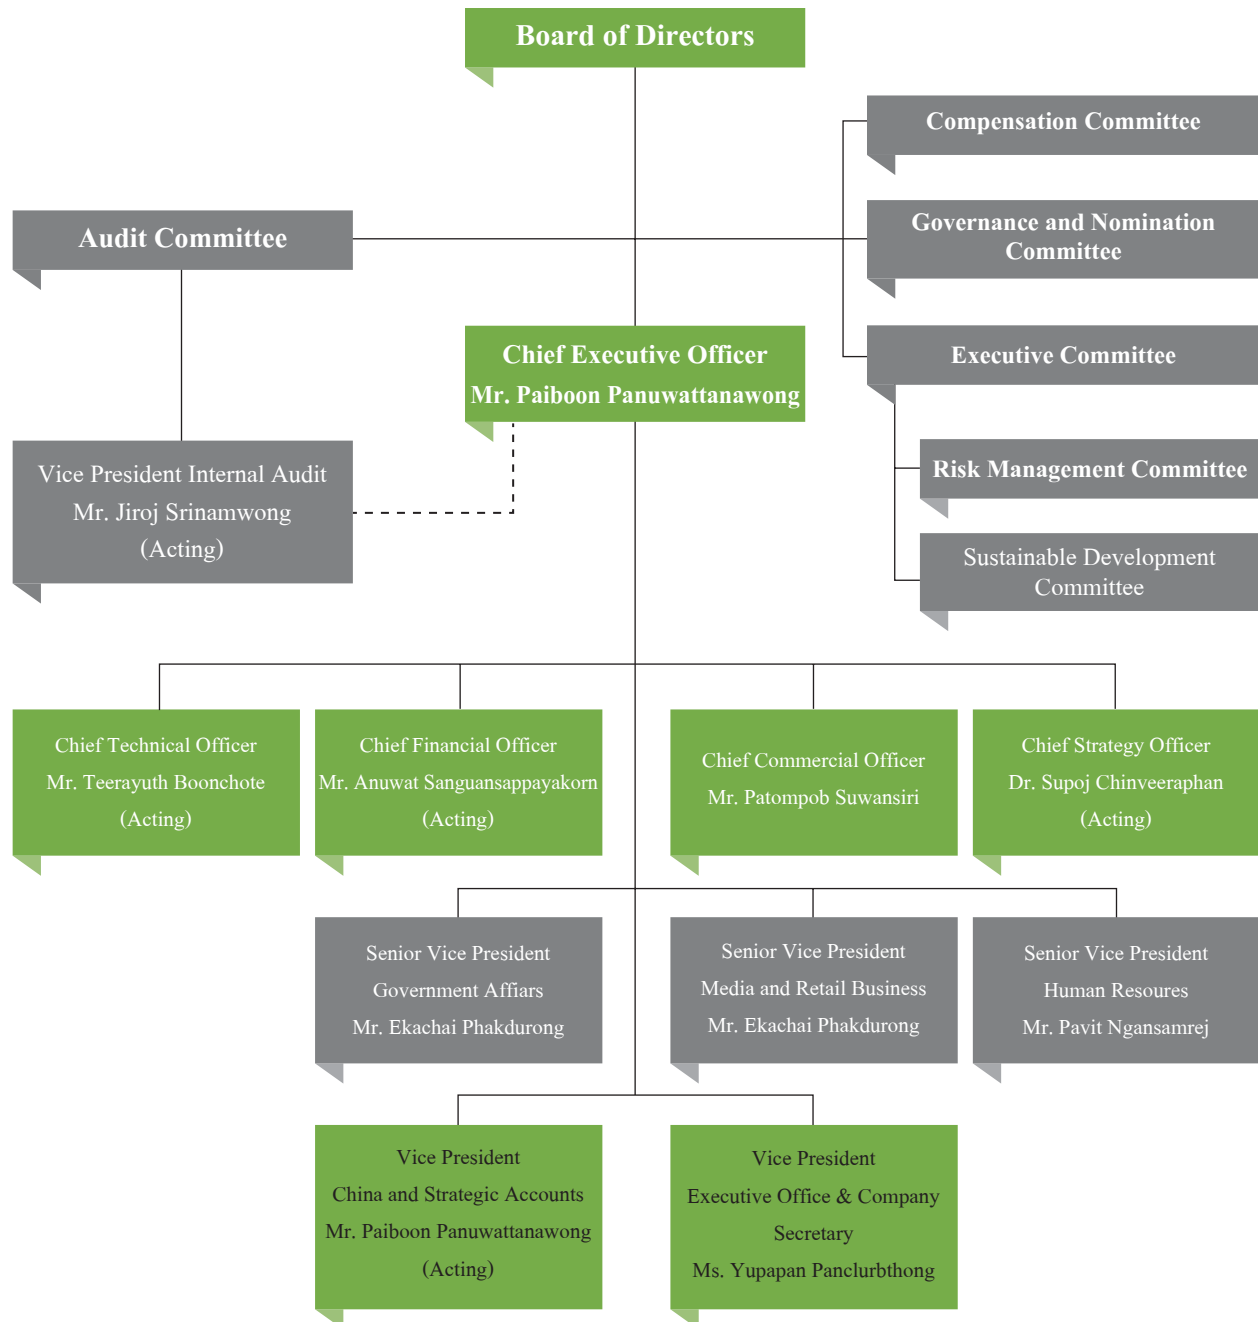 Board of Directors
Compensation Committee
Audit Committee
Governance and Nomination
Committee
Chief Executive Officer
Mr. Paiboon Panuwattanawong
Executive Committee
Vice President Internal Audit
Mr. Jiroj Srinamwong
(Acting)
Risk Management Committee
Sustainable Development
Committee
Chief Technical Officer
Mr. Teerayuth Boonchote
(Acting)
Chief Financial Officer
Mr. Anuwat Sanguansappayakorn
(Acting)
Chief Commercial Officer
Mr. Patompob Suwansiri
Chief Strategy Officer
Dr. Supoj Chinveeraphan
(Acting)
Senior Vice President
Government Affiars
Mr. Ekachai Phakdurong
Senior Vice President
Media and Retail Business
Mr. Ekachai Phakdurong
Senior Vice President
Human Resoures
Mr. Pavit Ngansamrej
Vice President
China and Strategic Accounts
Mr. Paiboon Panuwattanawong
(Acting)
Vice President
Executive Office & Company
Secretary
Ms. Yupapan Panclurbthong